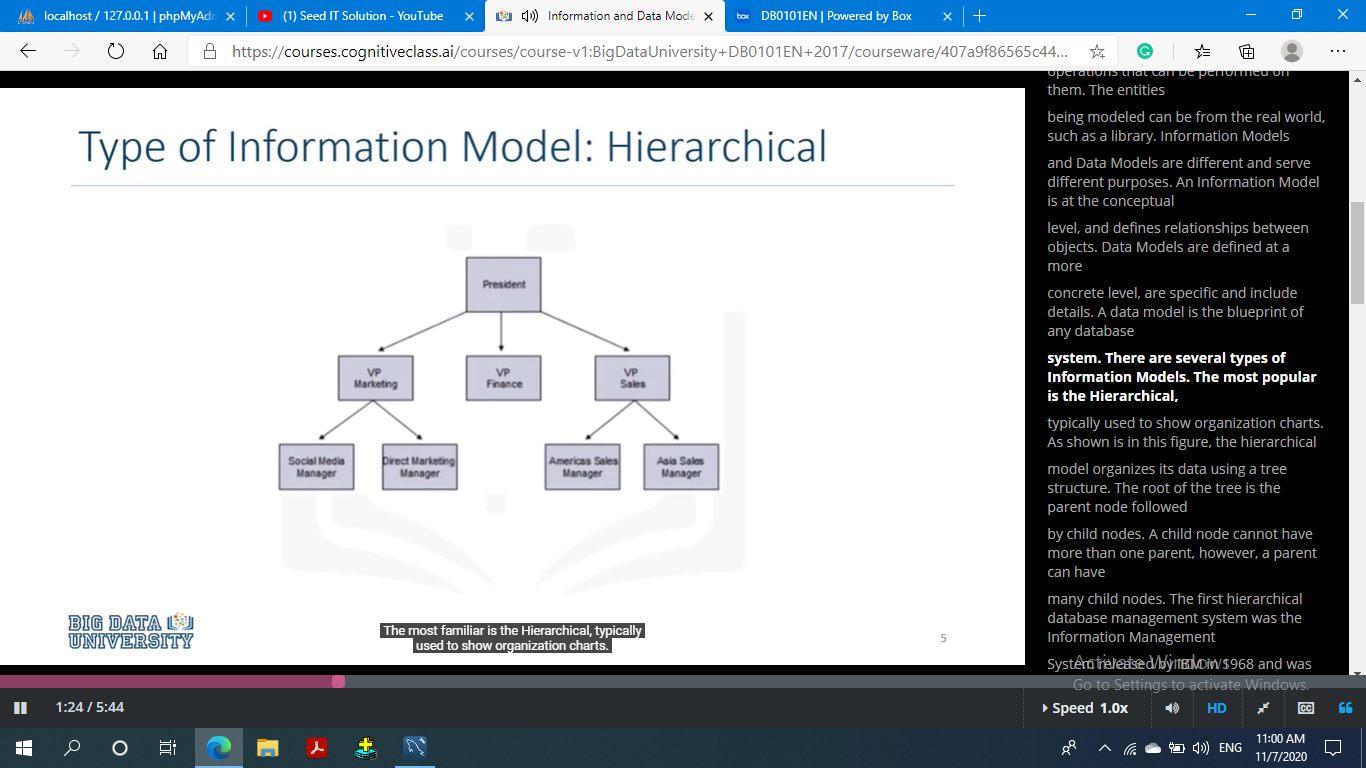 localhost / 127.0.0.1 | phpMyAdr
(1) Seed IT Solution - YouTube
Information and Data Mode
box
DB0101EN | Powered by Box
https://courses.cognitiveclass.ai/courses/course-v1:BigDataUniversity+DB0101EN+2017/courseware/407a9f86565c44...
Type of Information Model: Hierarchical
President
VP
Marketing
VP
Finance
VP
Sales
Social Media
Manager
Direct Marketing
Manager
Americas Sales
Manager
Asia Sales
Manager
BIG DATA
UNIVERSITY
The most familiar is the Hierarchical, typically
used to show organization charts.
5
operations that can be performed on
them. The entities
being modeled can be from the real world,
such as a library. Information Models
and Data Models are different and serve
different purposes. An Information Model
is at the conceptual
level, and defines relationships between
objects. Data Models are defined at a
more
concrete level, are specific and include
details. A data model is the blueprint of
any database
system. There are several types of
Information Models. The most popular
is the Hierarchical,
typically used to show organization charts.
As shown is in this figure, the hierarchical
model organizes its data using a tree
structure. The root of the tree is the
parent node followed
by child nodes. A child node cannot have
more than one parent, however, a parent
can have
many child nodes. The first hierarchical
database management system was the
Information Management
System released by IBM in 1968 and was
Activate Windows
Go to Settings to activate Windows.
1:24 / 5:44
Speed 1.0x
HD
CC
ENG
11:00 AM
11/7/2020